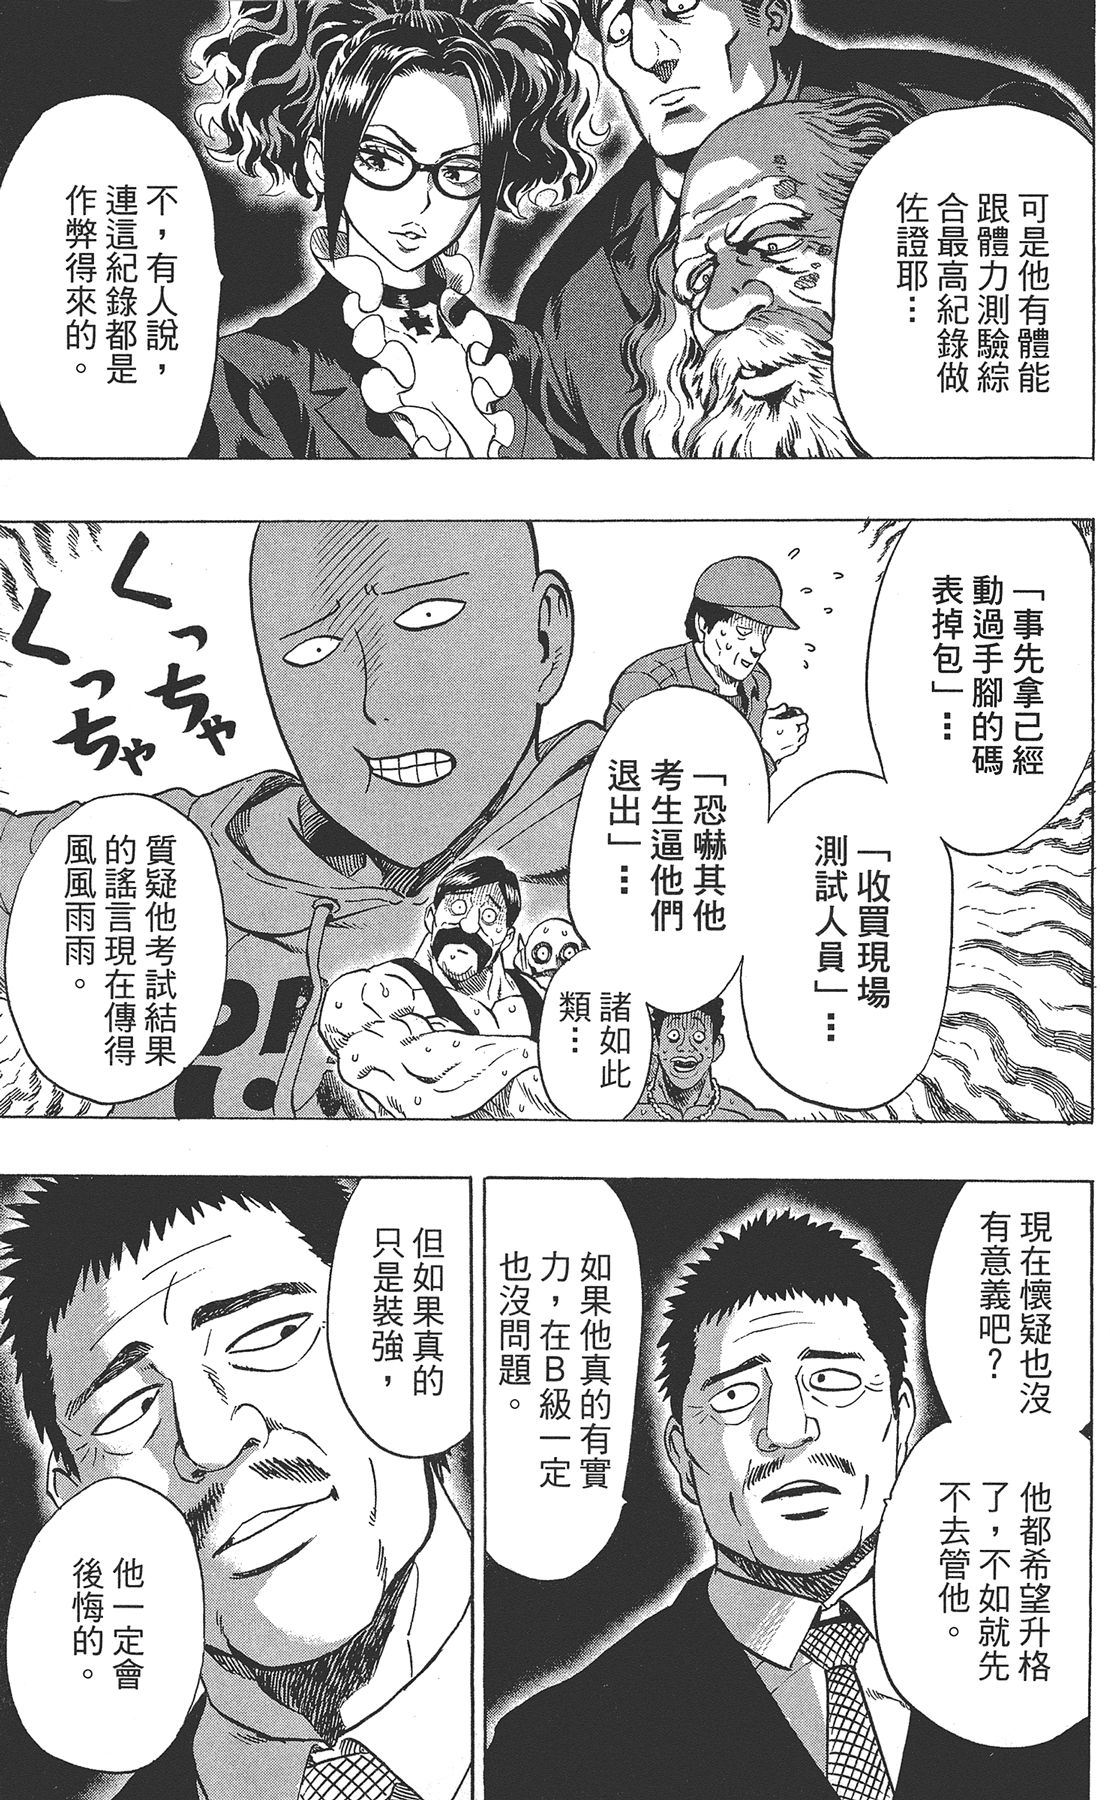 可是他有體能
跟體力測驗綜
合最高紀錄做
佐證耶…
不，有人說，
連這紀錄都是
作弊得來的。
「事先拿已經
動過手腳的碼
表掉包」…
「收買現場
測試人員」…
「恐嚇其他
考生逼他們
退出」…
諸如此
類…
くっちゃ
くっちゃ
質疑他考試結果
的謠言現在傳得
風風雨雨。
現在懷疑也沒
有意義吧？
他都希望升格
了，不如就先
不去管他。
如果他真的有實
力，在B級一定
也沒問題。
但如果真的
只是裝強，
他一定會
後悔的。